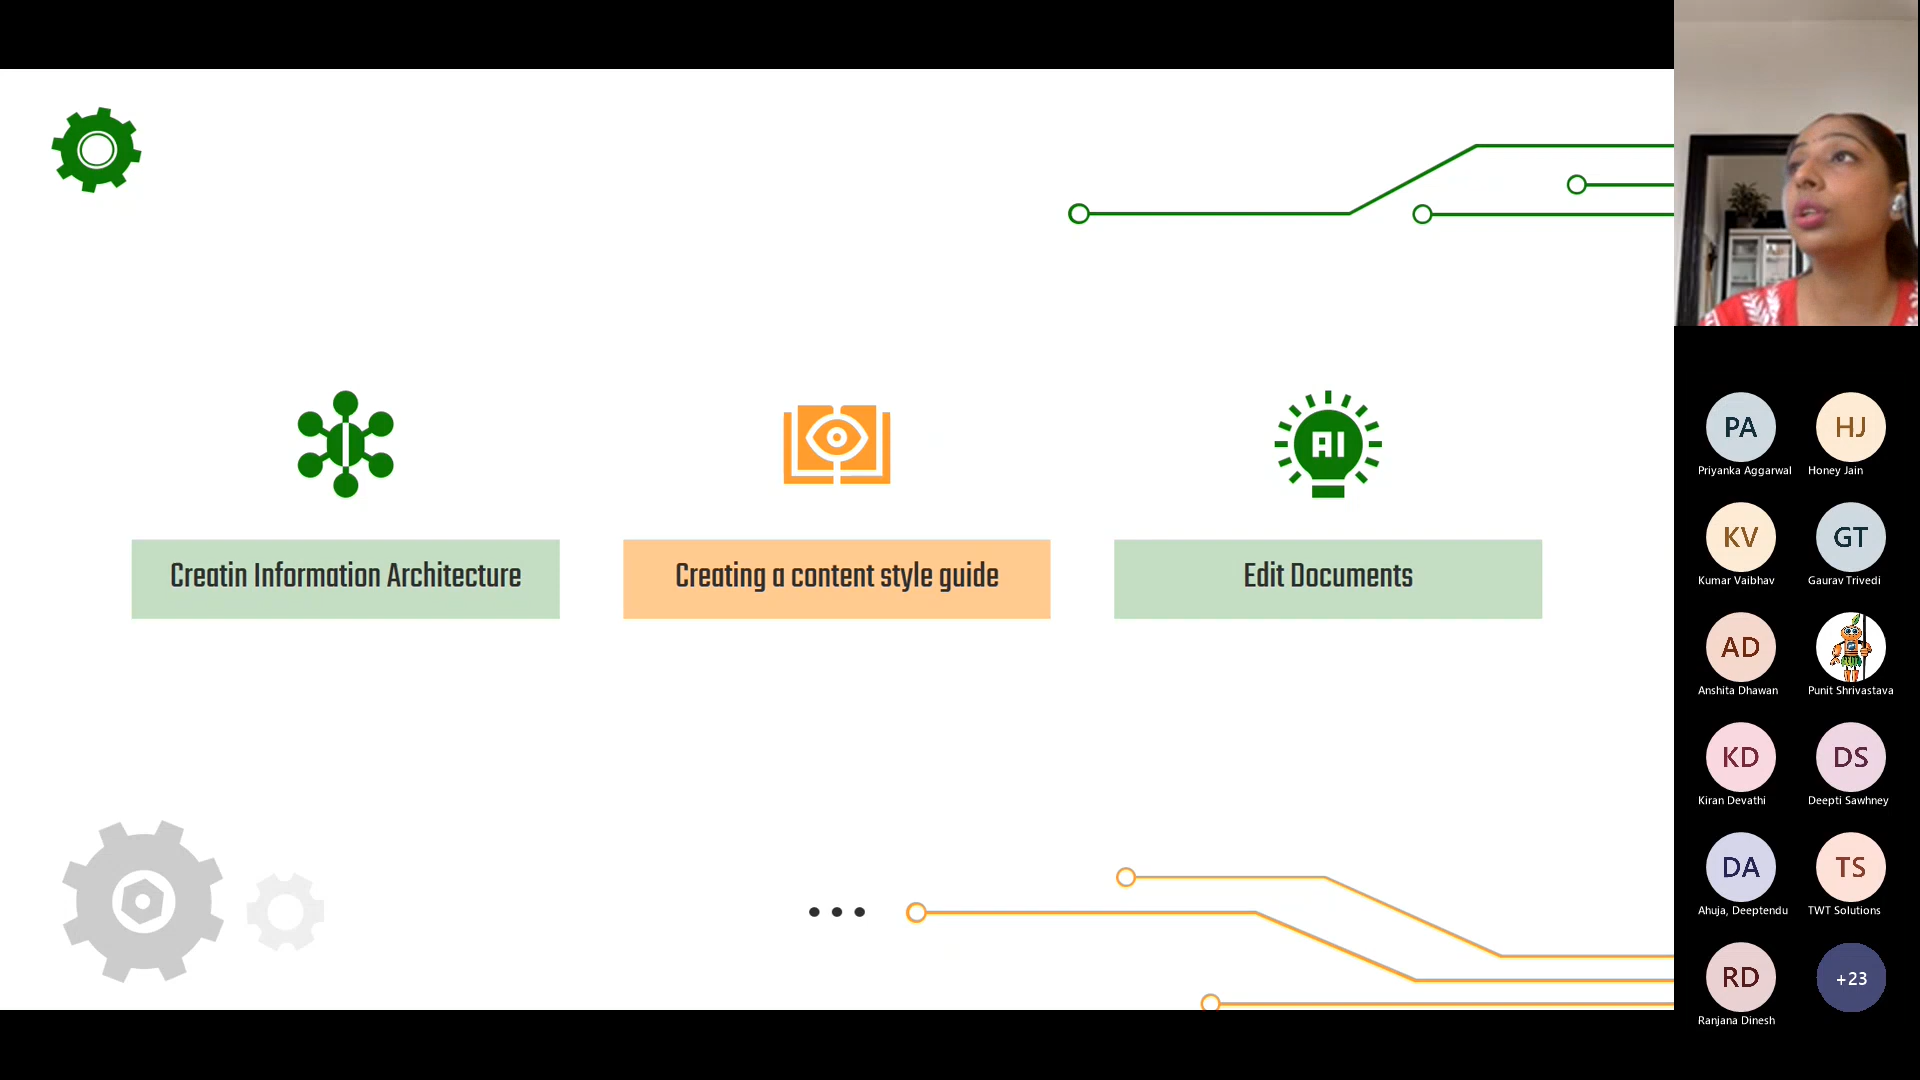 AI
Creatin Information Architecture
Creating a content style guide
Edit Documents
PA
HJ
Priyanka Aggarwal
Honey Jain
KV
GT
Kumar Vaibhav
Gaurav Trivedi
AD
Anshita Dhawan
Punit Shrivastava
KD
DS
Kiran Devathi
Deepti Sawhney
DA
TS
Ahuja, Deeptendu
TWT Solutions
RD
+23
Ranjana Dinesh